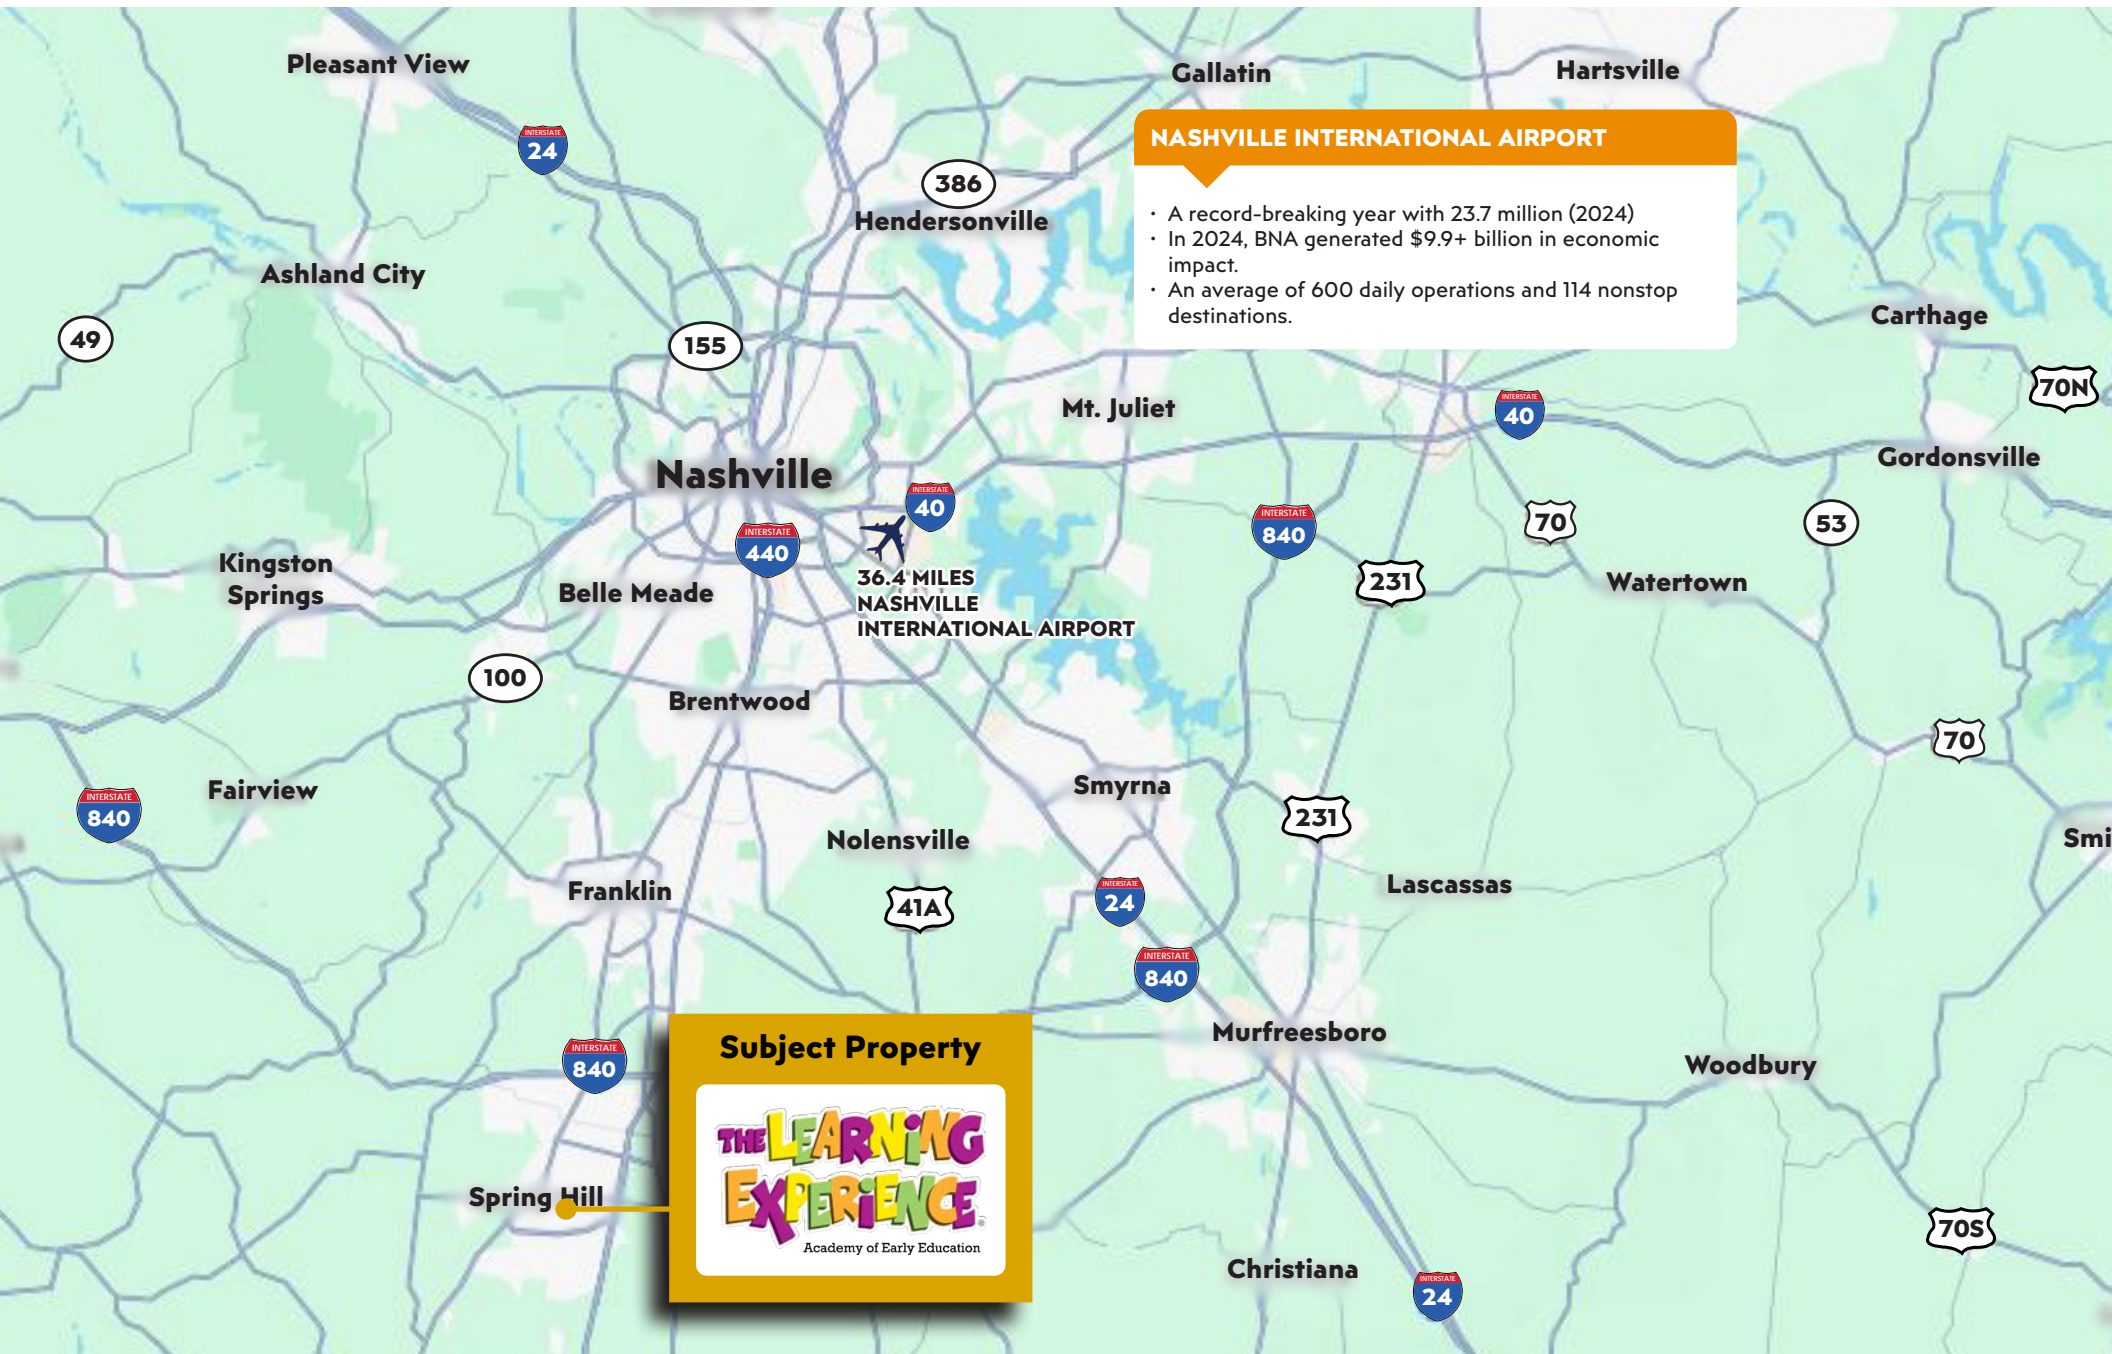 Pleasant View
Gallatin
Hartsville
INTERSTATE
24
NASHVILLE INTERNATIONAL AIRPORT
386
Hendersonville
· A record-breaking year with 23.7 million (2024)
· In 2024, BNA generated $9.9+ billion in economic
impact.
· An average of 600 daily operations and 114 nonstop
destinations.
Ashland City
Carthage
49
155
70N
Mt. Juliet
INTERSTATE
40
Gordonsville
Nashville
INTERSTATE
40
INTERSTATE
440
INTERSTATE
840
70
53
Kingston
Springs
Belle Meade
36.4 MILES
NASHVILLE
INTERNATIONAL AIRPORT
231
Watertown
100
Brentwood
70
Fairview
INTERSTATE
840
Smyrna
231
Nolensville
Smi
Franklin
41A
INTERSTATE
24
Lascassas
INTERSTATE
840
Murfreesboro
Woodbury
INTERSTATE
840
Subject Property
THE LEARNING
EXPERIENCE
Academy of Early Education
Spring Hill
70S
Christiana
INTERSTATE
24